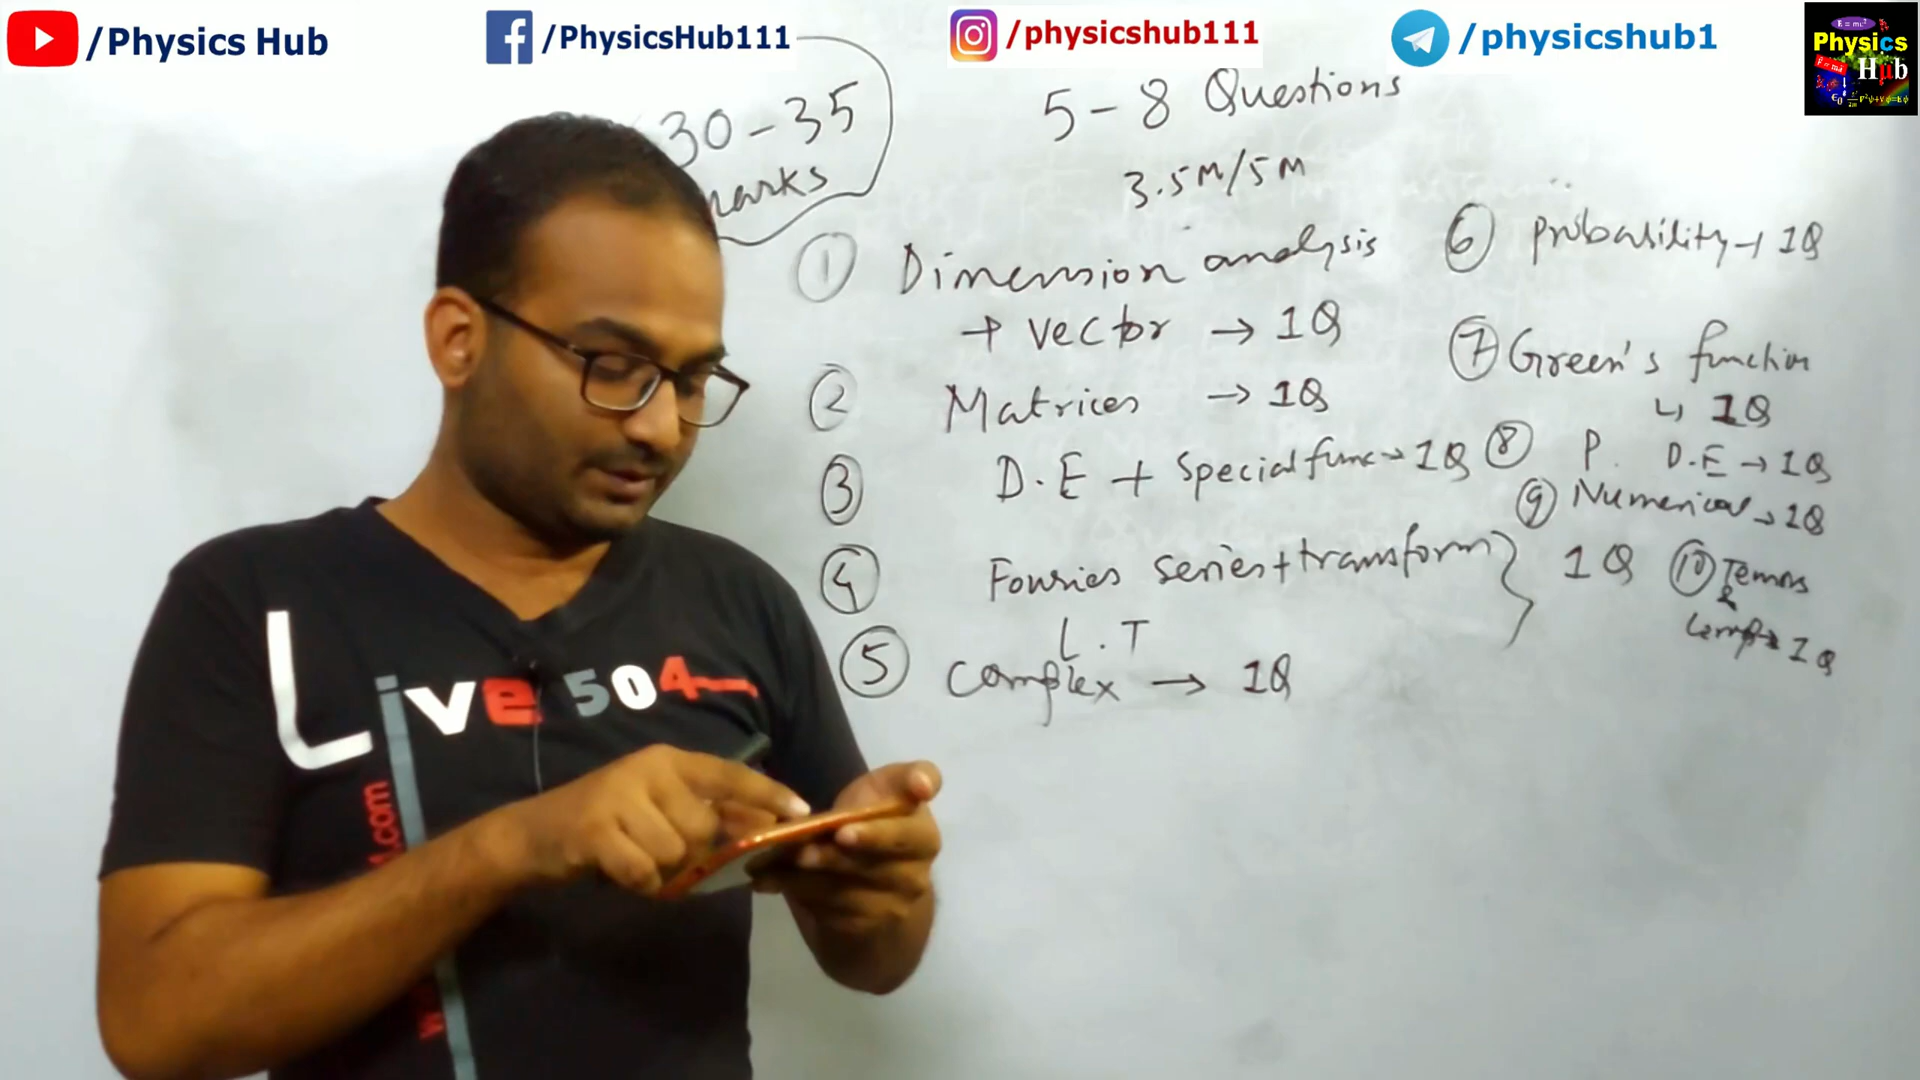 /Physics Hub
/PhysicsHub111
/physicshub111
/physicshub1
Physics
Hub
30-35
marks
5-8 Questions
3.5M/5M
① Dimension analysis
+ vector → 1Q
② Matrices → 1Q
③ D.E + Special func → 1Q
④ Fourier series+transform } 1Q
L.T
⑤ Complex → 1Q
⑥ Probability → 1Q
⑦ Green's function
↳ 1Q
⑧ P. D.E → 1Q
⑨ Numerical → 1Q
⑩
&
1Q
Live 504
.com